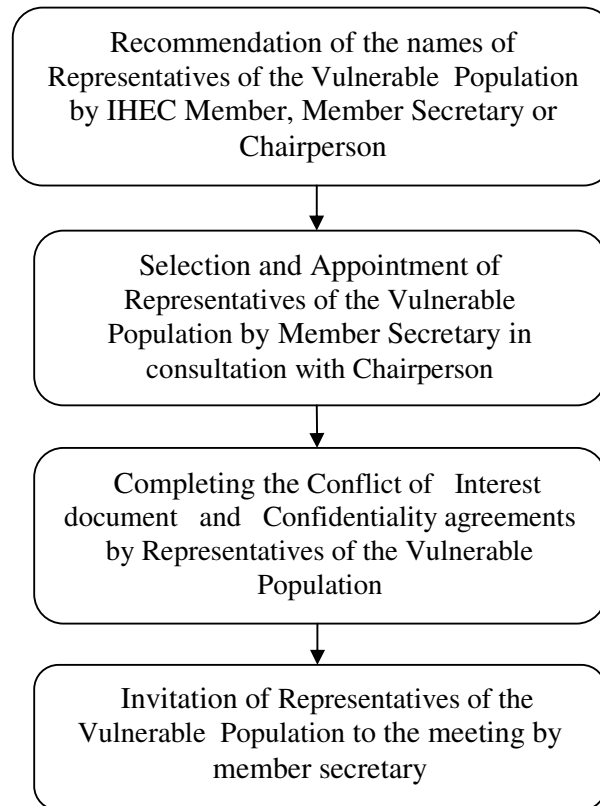 Recommendation of the names of
Representatives of the Vulnerable Population
by IHEC Member, Member Secretary or
Chairperson
Selection and Appointment of
Representatives of the Vulnerable
Population by Member Secretary in
consultation with Chairperson
Completing the Conflict of Interest
document and Confidentiality agreements
by Representatives of the Vulnerable
Population
Invitation of Representatives of the
Vulnerable Population to the meeting by
member secretary